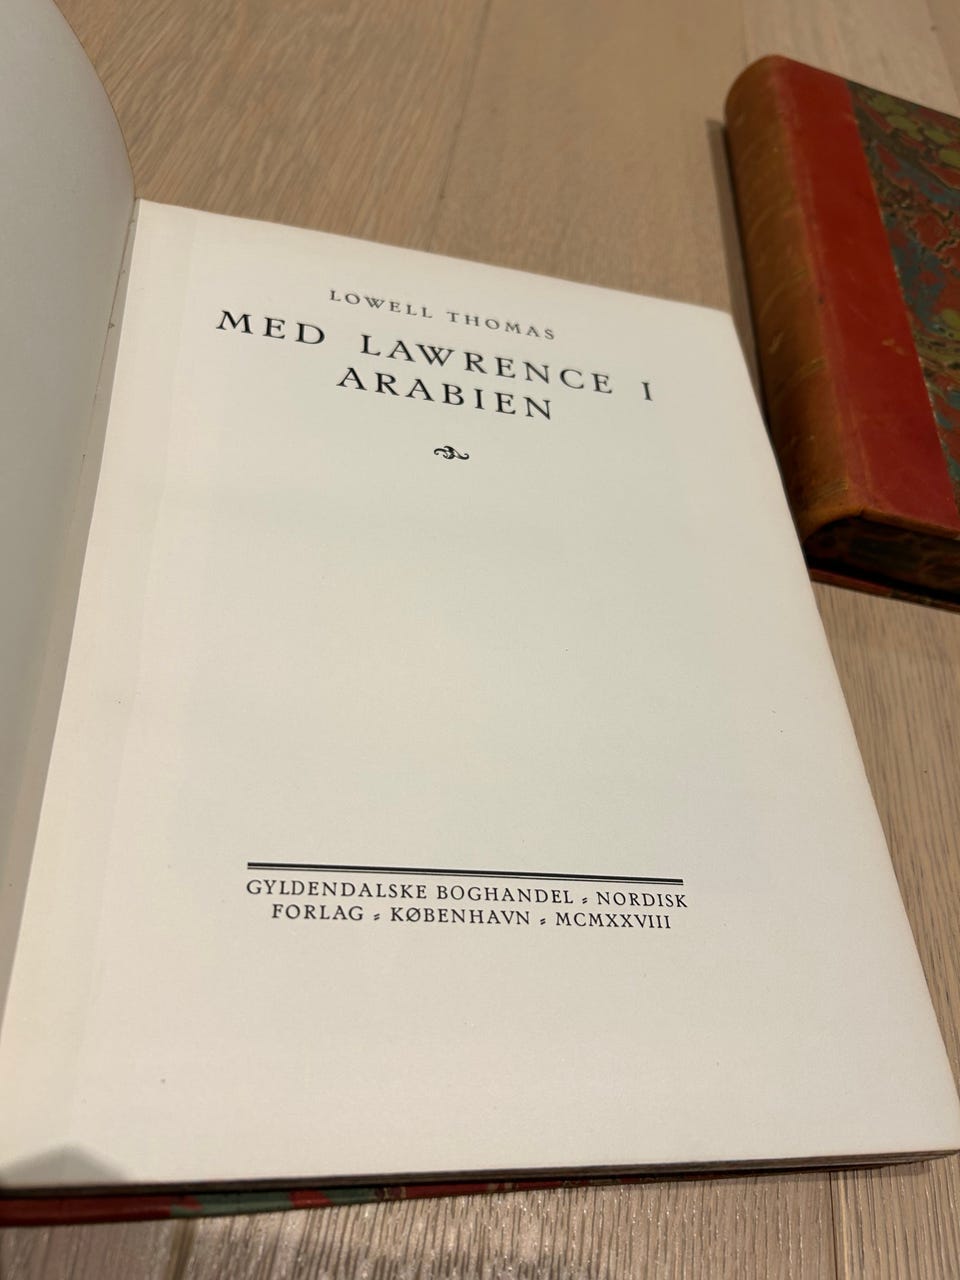 LOWELL THOMAS
MED LAWRENCE I
ARABIEN
GYLDENDALSKE BOGHANDEL ⸗ NORDISK
FORLAG ⸗ KØBENHAVN ⸗ MCMXXVIII